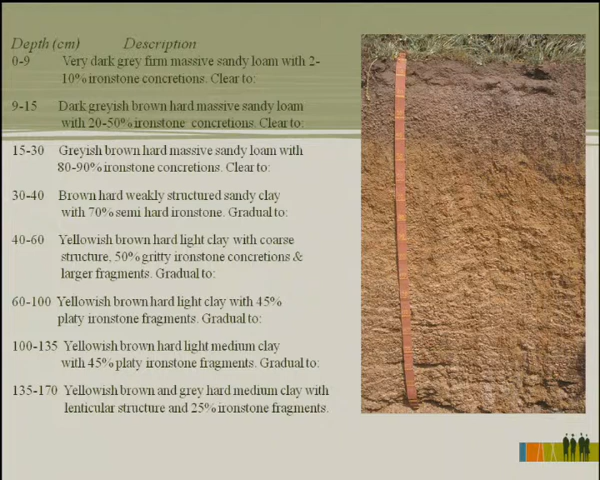 Depth (cm) Description
0-9 Very dark grey firm massive sandy loam with 2-
10% ironstone concretions. Clear to:
9-15 Dark greyish brown hard massive sandy loam
with 20-50% ironstone concretions. Clear to:
15-30 Greyish brown hard massive sandy loam with
80-90% ironstone concretions. Clear to:
30-40 Brown hard weakly structured sandy clay
with 70% semi hard ironstone. Gradual to:
40-60 Yellowish brown hard light clay with coarse
structure, 50% gritty ironstone concretions &
larger fragments. Gradual to:
60-100 Yellowish brown hard light clay with 45%
platy ironstone fragments. Gradual to:
100-135 Yellowish brown hard light medium clay
with 45% platy ironstone fragments. Gradual to:
135-170 Yellowish brown and grey hard medium clay with
lenticular structure and 25% ironstone fragments.